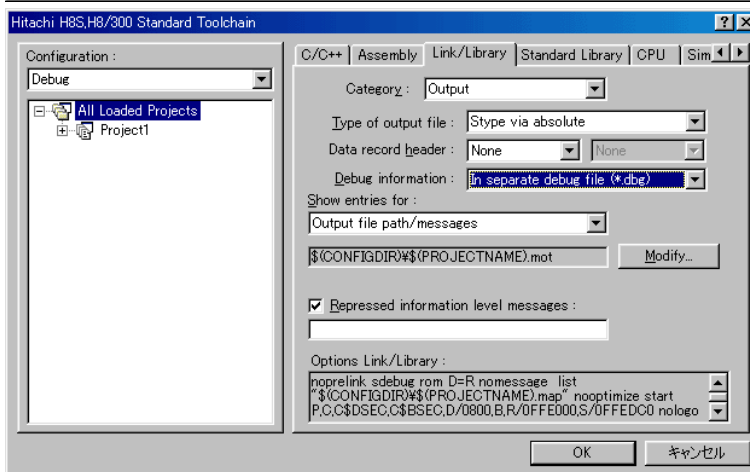 Hitachi H8S,H8/300 Standard Toolchain
Configuration :
Debug
All Loaded Projects
Project1
C/C++ Assembly Link/Library Standard Library CPU Sim
Category : Output
Type of output file : Stype via absolute
Data record header : None None
Debug information : In separate debug file (*.dbg)
Show entries for :
Output file path/messages
$(CONFIGDIR)¥$(PROJECTNAME).mot Modify...
Repressed information level messages :
Options Link/Library :
noprelink sdebug rom D=R nomessage list
"$(CONFIGDIR)¥$(PROJECTNAME).map" nooptimize start
P,C,C$DSEC,C$BSEC,D/0800,B,R/0FFE000,S/0FFEDC0 nologo
OK キャンセル